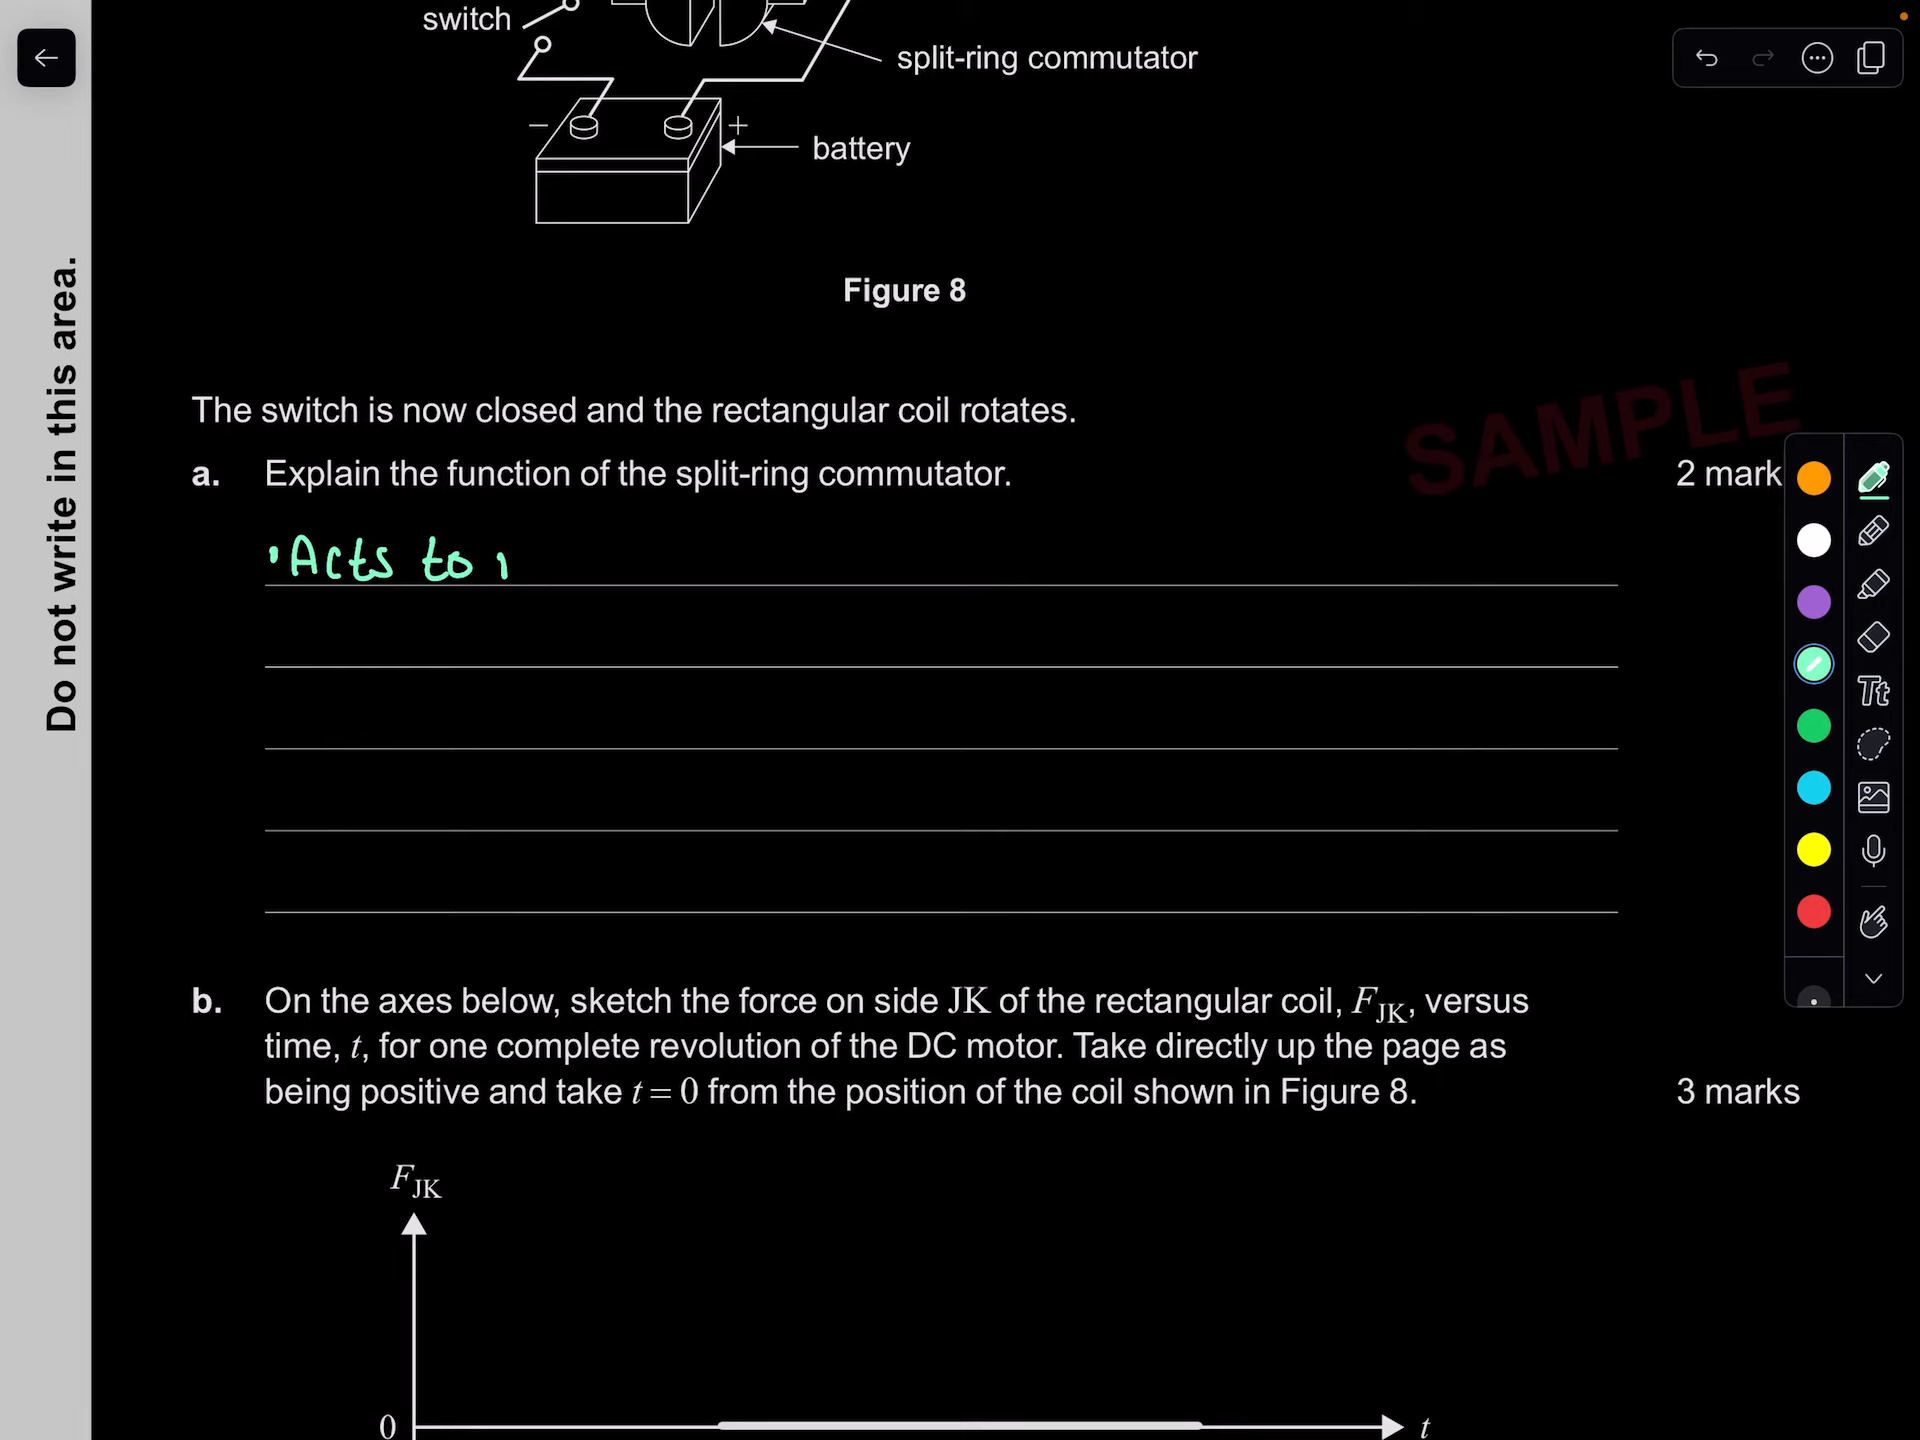 switch
split-ring commutator
– +
battery
Figure 8
The switch is now closed and the rectangular coil rotates.
SAMPLE
a. Explain the function of the split-ring commutator. 2 mark
• Acts to
b. On the axes below, sketch the force on side JK of the rectangular coil, F_JK, versus
time, t, for one complete revolution of the DC motor. Take directly up the page as
being positive and take t = 0 from the position of the coil shown in Figure 8. 3 marks
F_JK
0 t
Do not write in this area.
Tt